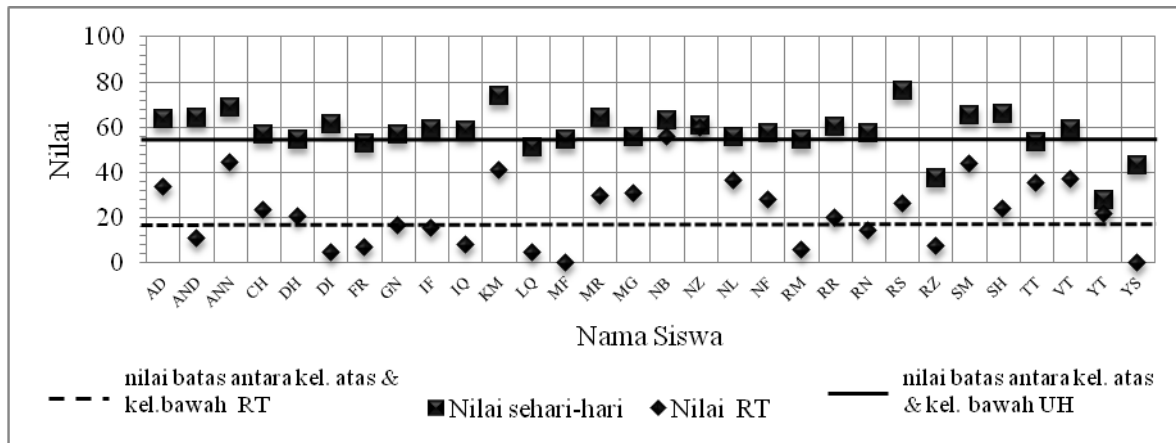 100
80
60
40
20
0
Nilai
AD AND ANN CH DH DI FR GN IF IQ KM LQ MF MR MG NB NZ NL NF RM RR RN RS RZ SM SH TT VT YT YS
Nama Siswa
nilai batas antara kel. atas &
kel.bawah RT
Nilai sehari-hari
Nilai RT
nilai batas antara kel. atas
& kel. bawah UH